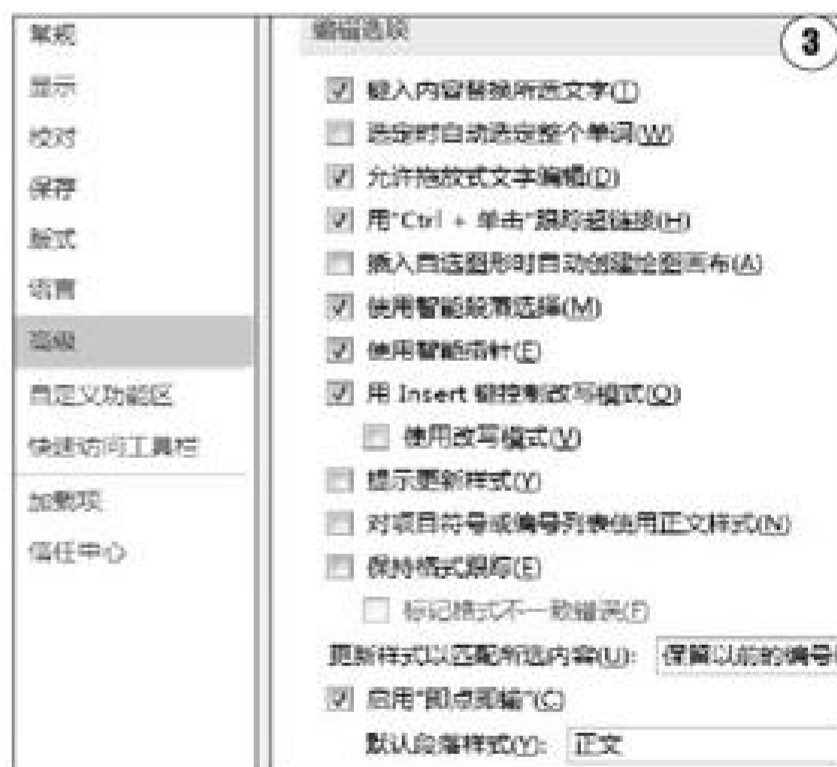 常规
显示
校对
保存
版式
语言
高级
自定义功能区
快速访问工具栏
加载项
信任中心
编辑选项
3
键入内容替换所选文字(T)
选定时自动选定整个单词(W)
允许拖放式文字编辑(D)
用"Ctrl + 单击"跟踪超链接(H)
插入自选图形时自动创建绘图画布(A)
使用智能段落选择(M)
使用智能指针(E)
用 Insert 键控制改写模式(O)
使用改写模式(V)
提示更新样式(Y)
对项目符号或编号列表使用正文样式(N)
保持格式跟踪(E)
标记格式不一致错误(F)
更新样式以匹配所选内容(U): 保留以前的编号
启用"即点即输"(C)
默认段落样式(Y): 正文